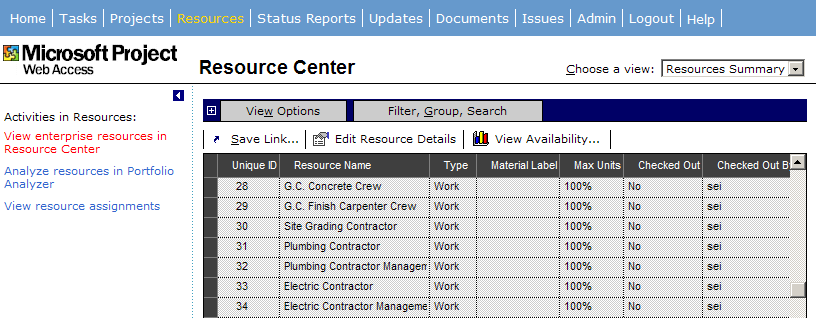 Home Tasks Projects Resources Status Reports Updates Documents Issues Admin Logout Help
Microsoft Project
Web Access
Resource Center
Choose a view: Resources Summary
Activities in Resources:
View enterprise resources in
Resource Center
Analyze resources in Portfolio
Analyzer
View resource assignments
View Options Filter, Group, Search
Save Link... Edit Resource Details View Availability...
Unique ID Resource Name Type Material Label Max Units Checked Out Checked Out B
28 G.C. Concrete Crew Work 100% No sei
29 G.C. Finish Carpenter Crew Work 100% No sei
30 Site Grading Contractor Work 100% No sei
31 Plumbing Contractor Work 100% No sei
32 Plumbing Contractor Managem Work 100% No sei
33 Electric Contractor Work 100% No sei
34 Electric Contractor Manageme Work 100% No sei